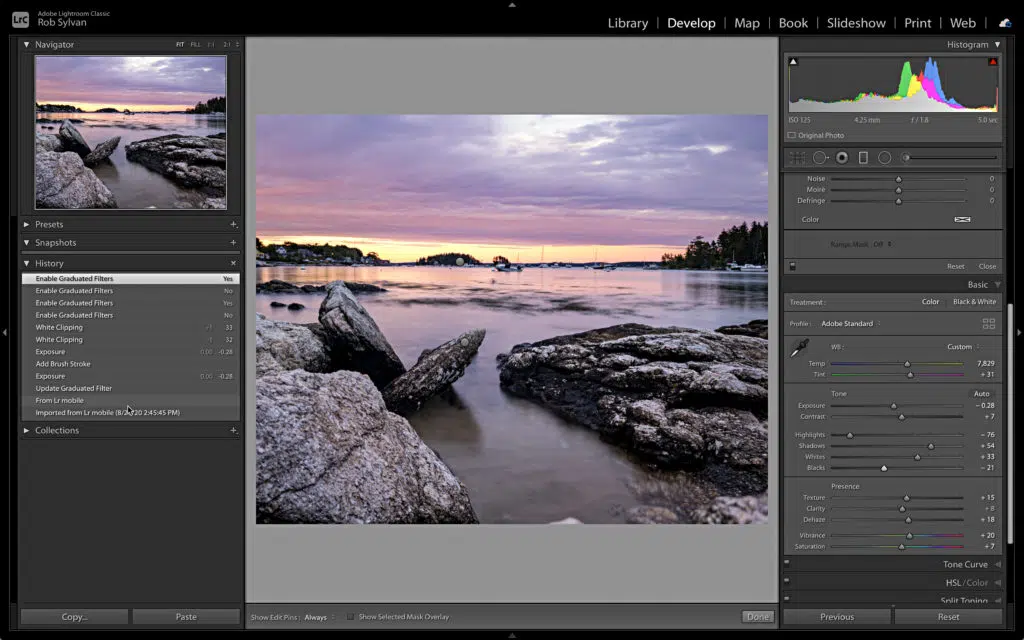 LrC
Adobe Lightroom Classic
Rob Sylvan
Library | Develop | Map | Book | Slideshow | Print | Web |
Navigator FIT FILL 1:1 2:1
Presets
Snapshots
History
Enable Graduated Filters Yes
Enable Graduated Filters No
Enable Graduated Filters Yes
Enable Graduated Filters No
White Clipping 33
White Clipping 32
Exposure 0.00 -0.28
Add Brush Stroke
Exposure 0.00 -0.28
Update Graduated Filter
From Lr mobile
Imported from Lr mobile 2:45:45 PM)
Collections
Copy... Paste
Show Edit Pins: Always Show Selected Mask Overlay Done
Histogram
ISO 125 4.25 mm ƒ / 1.8 5.0 sec
Original Photo
Noise 0
Moiré 0
Defringe 0
Color
Range Mask: Off
Reset Close
Basic
Treatment: Color Black & White
Profile: Adobe Standard
WB: Custom
Temp 7,829
Tint + 31
Tone Auto
Exposure - 0.28
Contrast + 7
Highlights - 76
Shadows + 54
Whites + 33
Blacks - 21
Presence
Texture + 15
Clarity + 8
Dehaze + 18
Vibrance + 20
Saturation + 7
Tone Curve
HSL / Color
Split Toning
Previous Reset